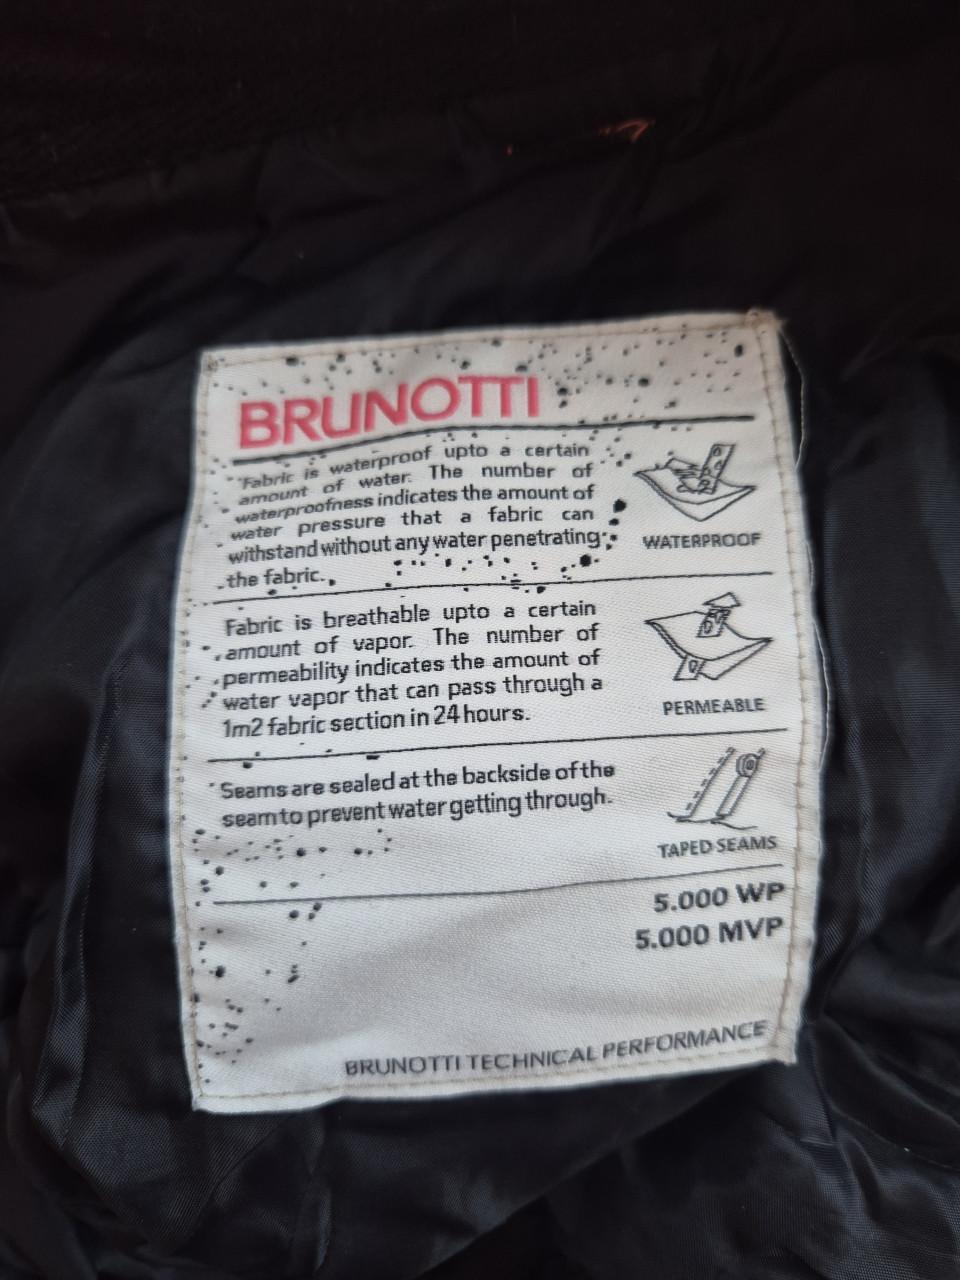 BRUNOTTI
Fabric is waterproof upto a certain
amount of water. The number of
waterproofness indicates the amount of
water pressure that a fabric can
withstand without any water penetrating
the fabric.
WATERPROOF
Fabric is breathable upto a certain
amount of vapor. The number of
permeability indicates the amount of
water vapor that can pass through a
1m2 fabric section in 24 hours.
PERMEABLE
Seams are sealed at the backside of the
seam to prevent water getting through.
TAPED SEAMS
5.000 WP
5.000 MVP
BRUNOTTI TECHNICAL PERFORMANCE